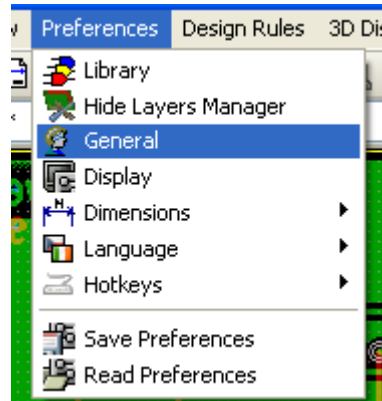 Preferences Design Rules 3D Dis
Library
Hide Layers Manager
General
Display
Dimensions
Language
Hotkeys
Save Preferences
Read Preferences